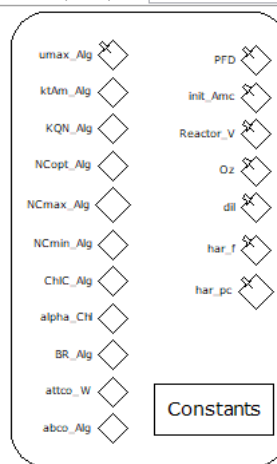 umax_Alg
ktAm_Alg
KQN_Alg
NCopt_Alg
NCmax_Alg
NCmin_Alg
ChlC_Alg
alpha_Chl
BR_Alg
attco_W
abco_Alg
PFD
init_Amc
Reactor_V
Oz
dil
har_f
har_pc
Constants